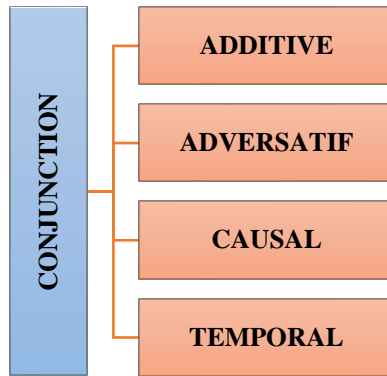 CONJUNCTION
ADDITIVE
ADVERSATIF
CAUSAL
TEMPORAL